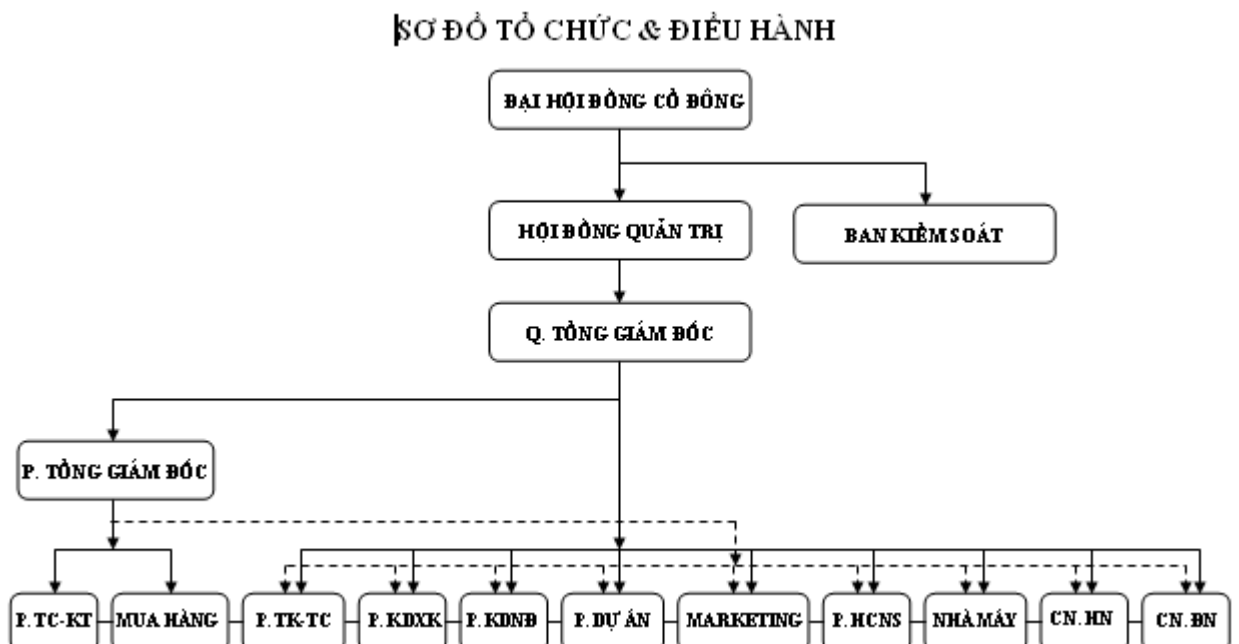 SƠ ĐỒ TỔ CHỨC & ĐIỀU HÀNH
ĐẠI HỘI ĐỒNG CỔ ĐÔNG
HỘI ĐỒNG QUẢN TRỊ
BAN KIỂM SOÁT
Q. TỔNG GIÁM ĐỐC
P. TỔNG GIÁM ĐỐC
P. TC-KT
MUA HÀNG
P. TK-TC
P. KDXK
P. KDNĐ
P. DỰ ÁN
MARKETING
P. HCNS
NHÀ MÁY
CN. HN
CN. ĐN